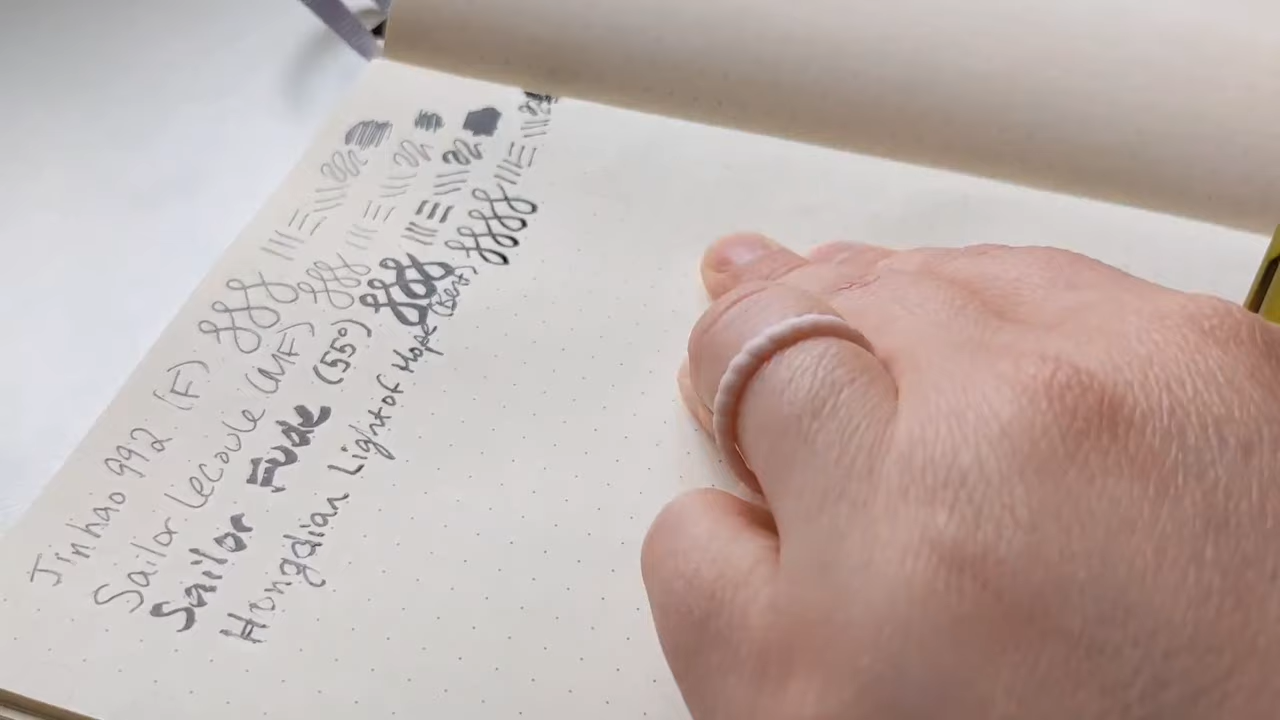 Jinhao 992 (F)
Sailor Lecoule (MF)
Sailor Fude (55°)
Hongdian Light of Hope (Bent)